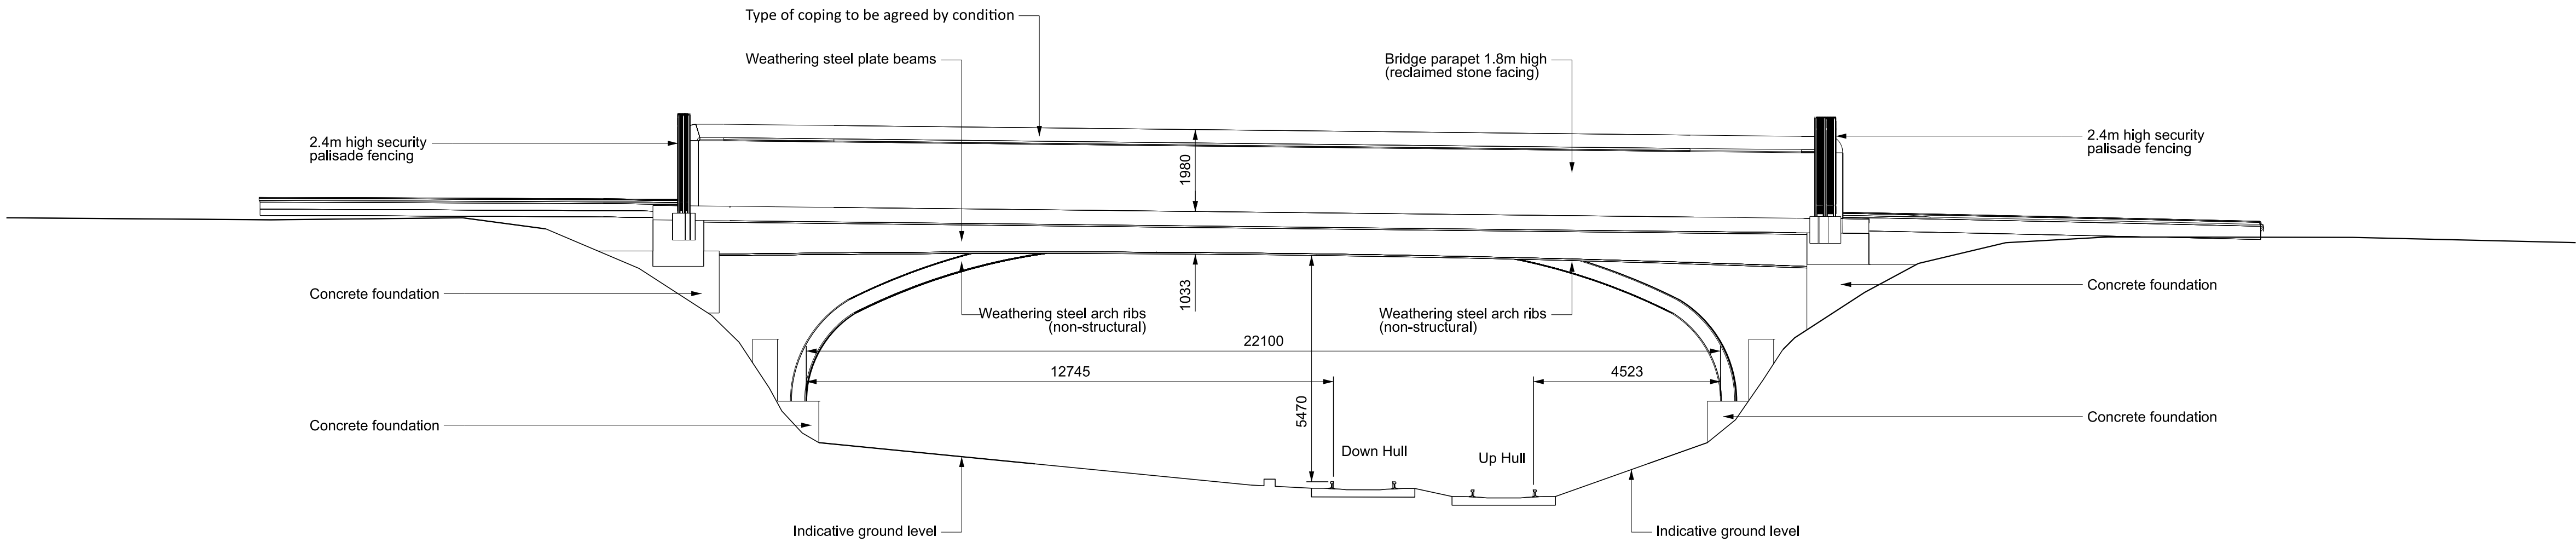 Type of coping to be agreed by condition
Weathering steel plate beams
Bridge parapet 1.8m high
(reclaimed stone facing)
2.4m high security
palisade fencing
2.4m high security
palisade fencing
1980
Concrete foundation
1033
Weathering steel arch ribs
(non-structural)
Weathering steel arch ribs
(non-structural)
Concrete foundation
22100
12745
4523
5470
Concrete foundation
Concrete foundation
Down Hull
Up Hull
Indicative ground level
Indicative ground level